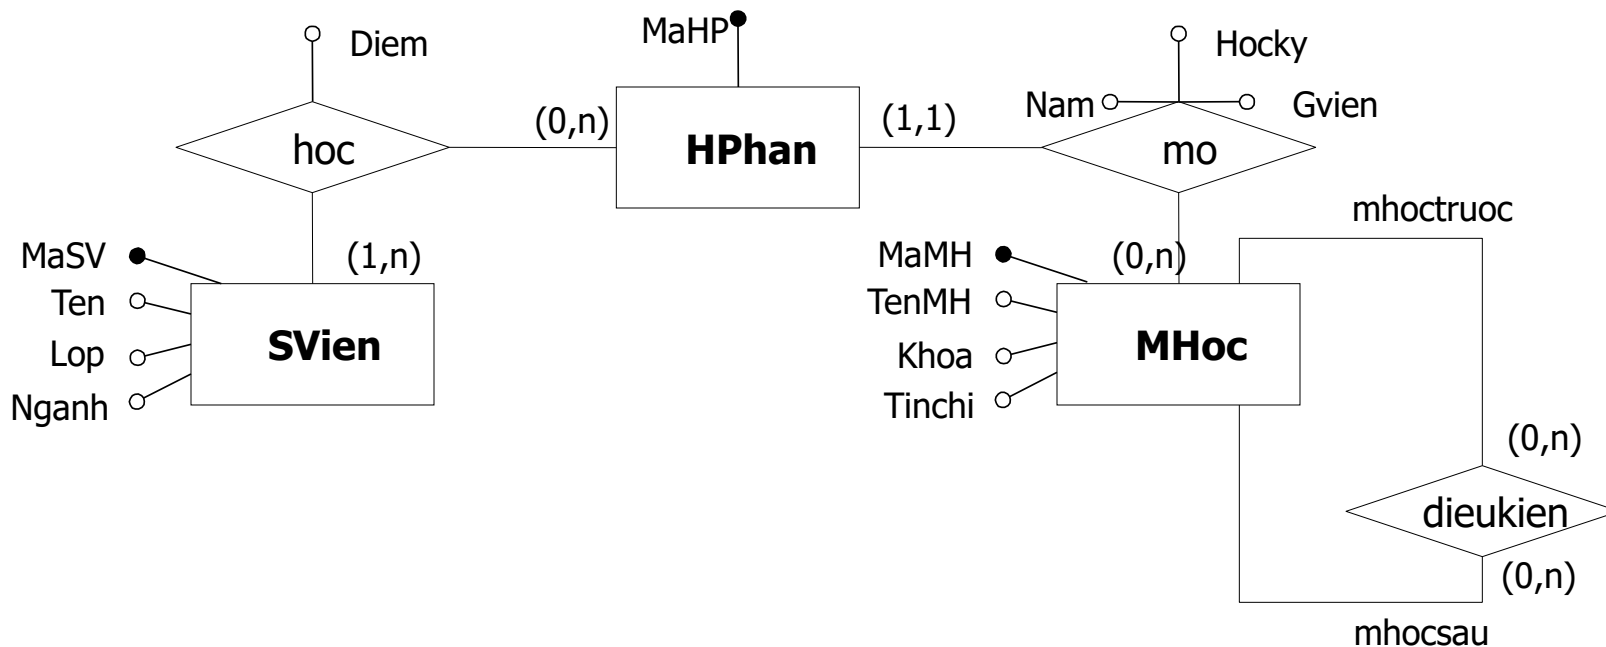 Diem
MaHP
Hocky
Nam
Gvien
(0,n)
(1,1)
hoc
HPhan
mo
mhoctruoc
MaSV
(1,n)
MaMH
(0,n)
Ten
TenMH
SVien
MHoc
Lop
Khoa
Nganh
Tinchi
(0,n)
dieukien
(0,n)
mhocsau